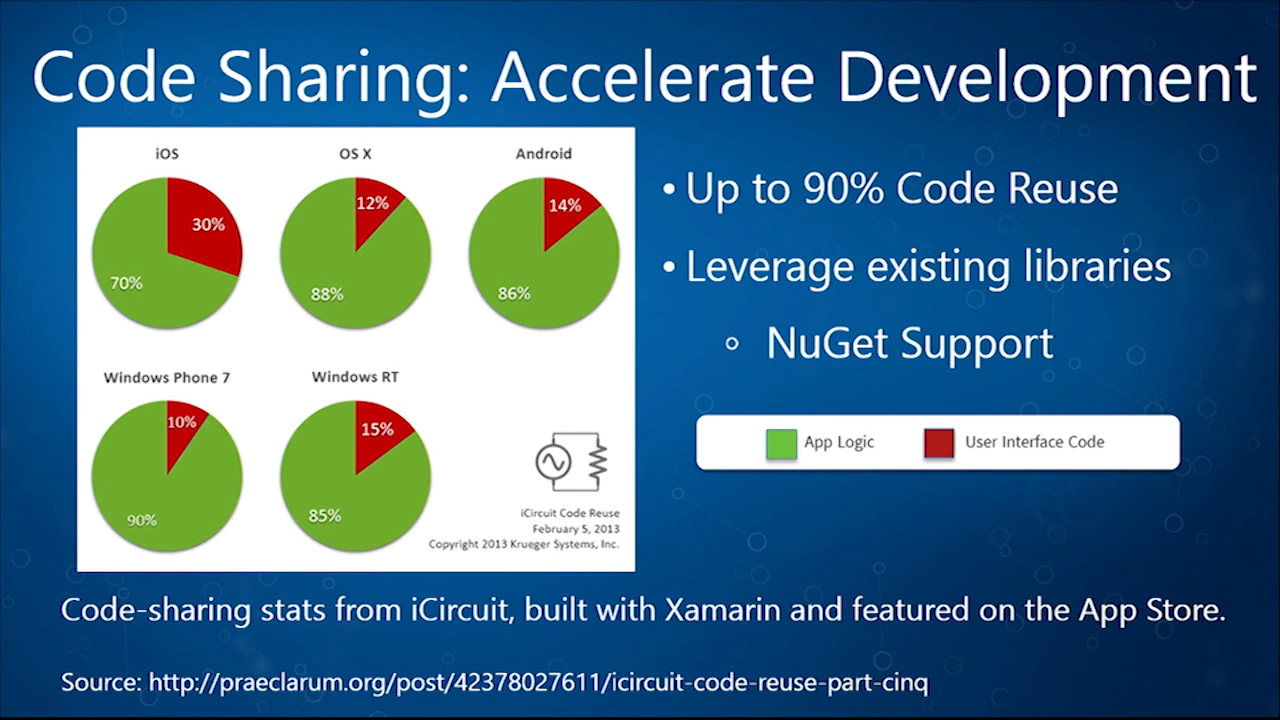 Code Sharing: Accelerate Development
iOS
30%
70%
OS X
12%
88%
Android
14%
86%
Windows Phone 7
10%
90%
Windows RT
15%
85%
iCircuit Code Reuse
February 5, 2013
Copyright 2013 Krueger Systems, Inc.
• Up to 90% Code Reuse
• Leverage existing libraries
○ NuGet Support
App Logic
User Interface Code
Code-sharing stats from iCircuit, built with Xamarin and featured on the App Store.
Source: http://praeclarum.org/post/42378027611/icircuit-code-reuse-part-cinq